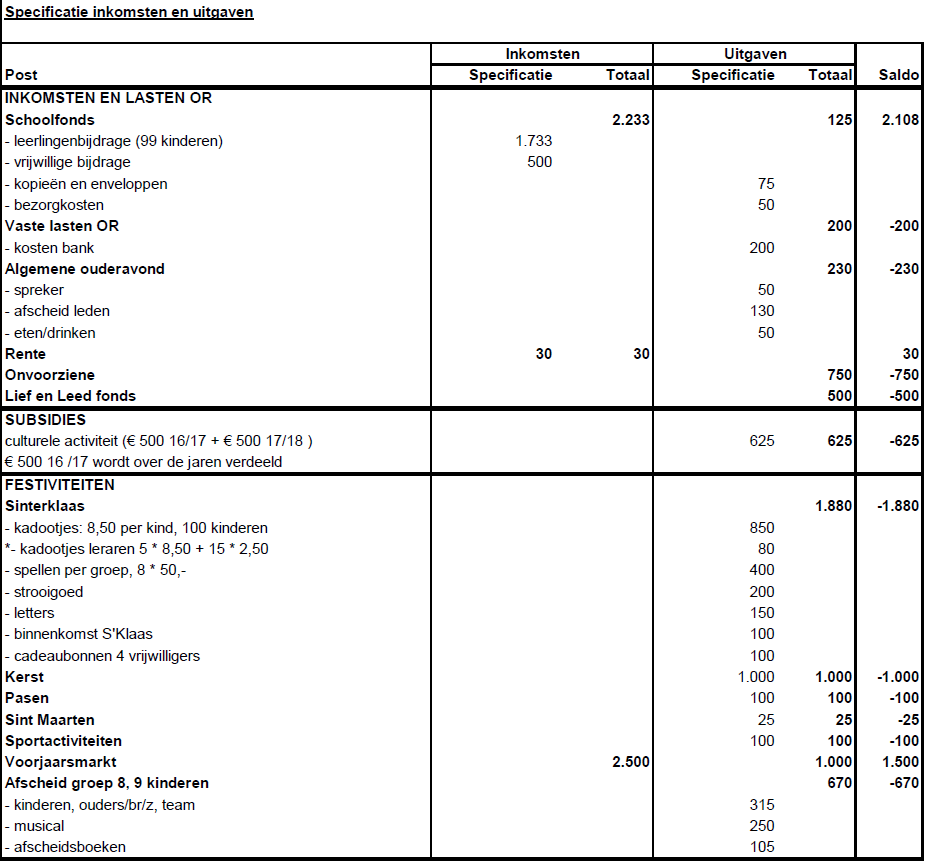 Specificatie inkomsten en uitgaven
Inkomsten Uitgaven
Post Specificatie Totaal Specificatie Totaal Saldo
INKOMSTEN EN LASTEN OR
Schoolfonds 2.233 125 2.108
- leerlingenbijdrage (99 kinderen) 1.733
- vrijwillige bijdrage 500
- kopieën en enveloppen 75
- bezorgkosten 50
Vaste lasten OR 200 -200
- kosten bank 200
Algemene ouderavond 230 -230
- spreker 50
- afscheid leden 130
- eten/drinken 50
Rente 30 30 30
Onvoorziene 750 -750
Lief en Leed fonds 500 -500
SUBSIDIES
culturele activiteit (€ 500 16/17 + € 500 17/18 ) 625 625 -625
€ 500 16 /17 wordt over de jaren verdeeld
FESTIVITEITEN
Sinterklaas 1.880 -1.880
- kadootjes: 8,50 per kind, 100 kinderen 850
*- kadootjes leraren 5 * 8,50 + 15 * 2,50 80
- spellen per groep, 8 * 50,- 400
- strooigoed 200
- letters 150
- binnenkomst S'Klaas 100
- cadeaubonnen 4 vrijwilligers 100
Kerst 1.000 1.000 -1.000
Pasen 100 100 -100
Sint Maarten 25 25 -25
Sportactiviteiten 100 100 -100
Voorjaarsmarkt 2.500 1.000 1.500
Afscheid groep 8, 9 kinderen 670 -670
- kinderen, ouders/br/z, team 315
- musical 250
- afscheidsboeken 105